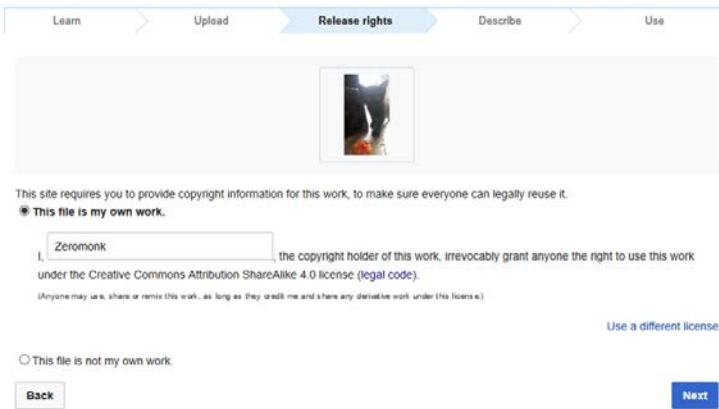 Learn
Upload
Release rights
Describe
Use
This site requires you to provide copyright information for this work, to make sure everyone can legally reuse it.
This file is my own work.
I, Zeromonk , the copyright holder of this work, irrevocably grant anyone the right to use this work
under the Creative Commons Attribution ShareAlike 4.0 license (legal code).
(Anyone may use, share or remix this work, as long as they credit me and share any derivative work under this license.)
Use a different license
This file is not my own work.
Back
Next